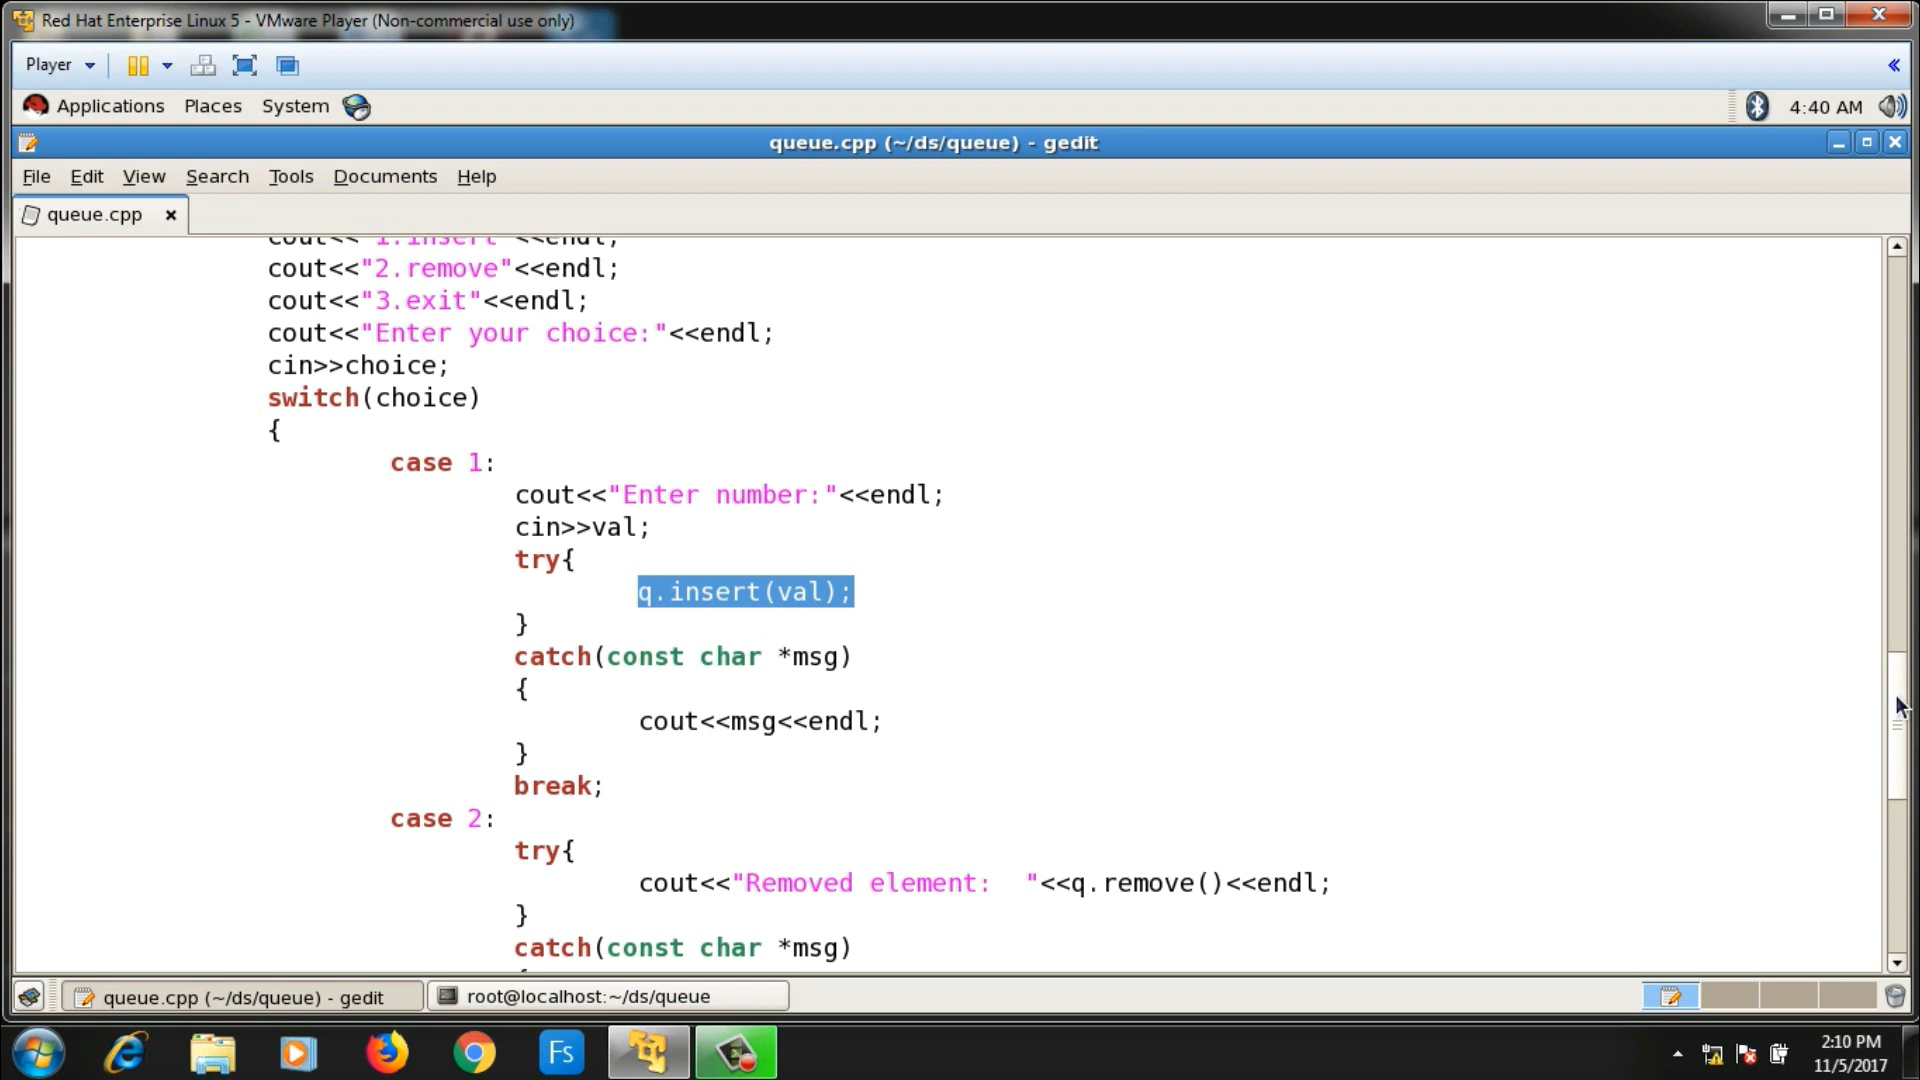 Red Hat Enterprise Linux 5 - VMware Player (Non-commercial use only)
Player
Applications Places System 4:40 AM
queue.cpp (~/ds/queue) - gedit
File Edit View Search Tools Documents Help
queue.cpp
cout<<"1.insert"<<endl;
cout<<"2.remove"<<endl;
cout<<"3.exit"<<endl;
cout<<"Enter your choice:"<<endl;
cin>>choice;
switch(choice)
{
case 1:
cout<<"Enter number:"<<endl;
cin>>val;
try{
q.insert(val);
}
catch(const char *msg)
{
cout<<msg<<endl;
}
break;
case 2:
try{
cout<<"Removed element:  "<<q.remove()<<endl;
}
catch(const char *msg)
{
queue.cpp (~/ds/queue) - gedit root@localhost:~/ds/queue
Fs
2:10 PM
11/5/2017